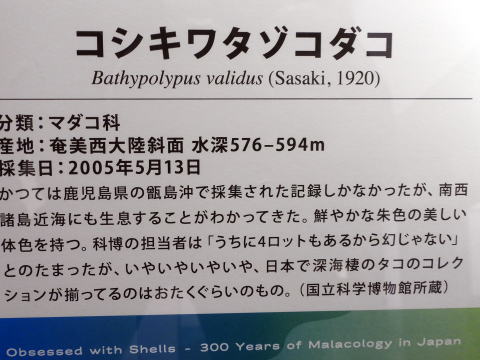 コシキワタゾコダコ
Bathypolypus validus (Sasaki, 1920)
分類：マダコ科
産地：奄美西大陸斜面 水深576–594m
採集日：2005年5月13日
かつては鹿児島県の甑島沖で採集された記録しかなかったが、南西
諸島近海にも生息することがわかってきた。鮮やかな朱色の美しい
体色を持つ。科博の担当者は「うちに4ロットもあるから幻じゃない」
とのたまったが、いやいやいやいや、日本で深海棲のタコのコレク
ションが揃ってるのはおたくぐらいのもの。（国立科学博物館所蔵）
Obsessed with Shells - 300 Years of Malacology in Japan